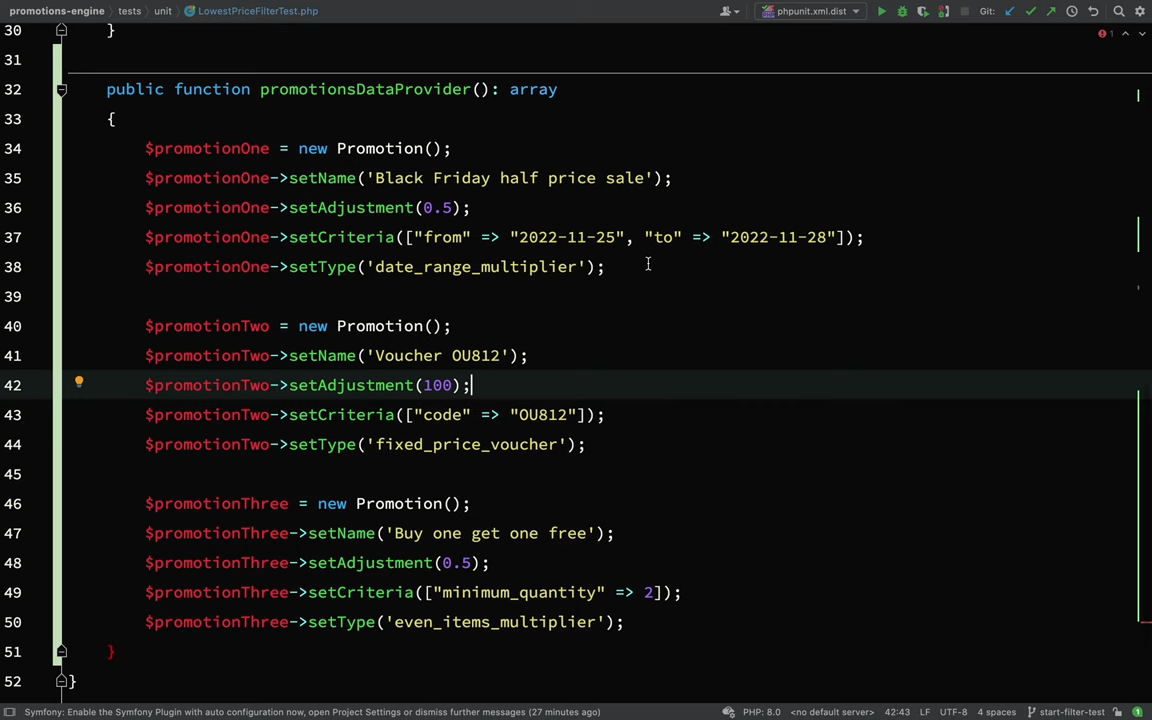 promotions-engine tests unit LowestPriceFilterTest.php phpunit.xml.dist Git:
30 }
1
31
32 public function promotionsDataProvider(): array
33 {
34 $promotionOne = new Promotion();
35 $promotionOne->setName('Black Friday half price sale');
36 $promotionOne->setAdjustment(0.5);
37 $promotionOne->setCriteria(["from" => "2022-11-25", "to" => "2022-11-28"]);
38 $promotionOne->setType('date_range_multiplier');
39
40 $promotionTwo = new Promotion();
41 $promotionTwo->setName('Voucher OU812');
42 $promotionTwo->setAdjustment(100);
43 $promotionTwo->setCriteria(["code" => "OU812"]);
44 $promotionTwo->setType('fixed_price_voucher');
45
46 $promotionThree = new Promotion();
47 $promotionThree->setName('Buy one get one free');
48 $promotionThree->setAdjustment(0.5);
49 $promotionThree->setCriteria(["minimum_quantity" => 2]);
50 $promotionThree->setType('even_items_multiplier');
51 }
52 }
Symfony: Enable the Symfony Plugin with auto configuration now, open Project Settings or dismiss further messages (27 minutes ago) PHP: 8.0 <no default server> 42:43 LF UTF-8 4 spaces start-filter-test 1